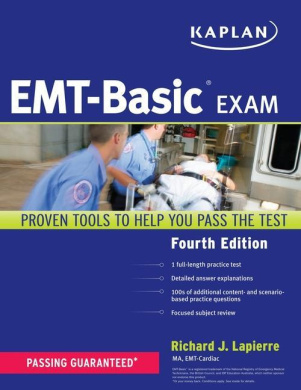 KAPLAN
EMT-Basic® EXAM
PROVEN TOOLS TO HELP YOU PASS THE TEST
Fourth Edition
1 full-length practice test
Detailed answer explanations
100s of additional content- and scenario-
based practice questions
Focused subject review
Richard J. Lapierre
MA, EMT-Cardiac
PASSING GUARANTEED*